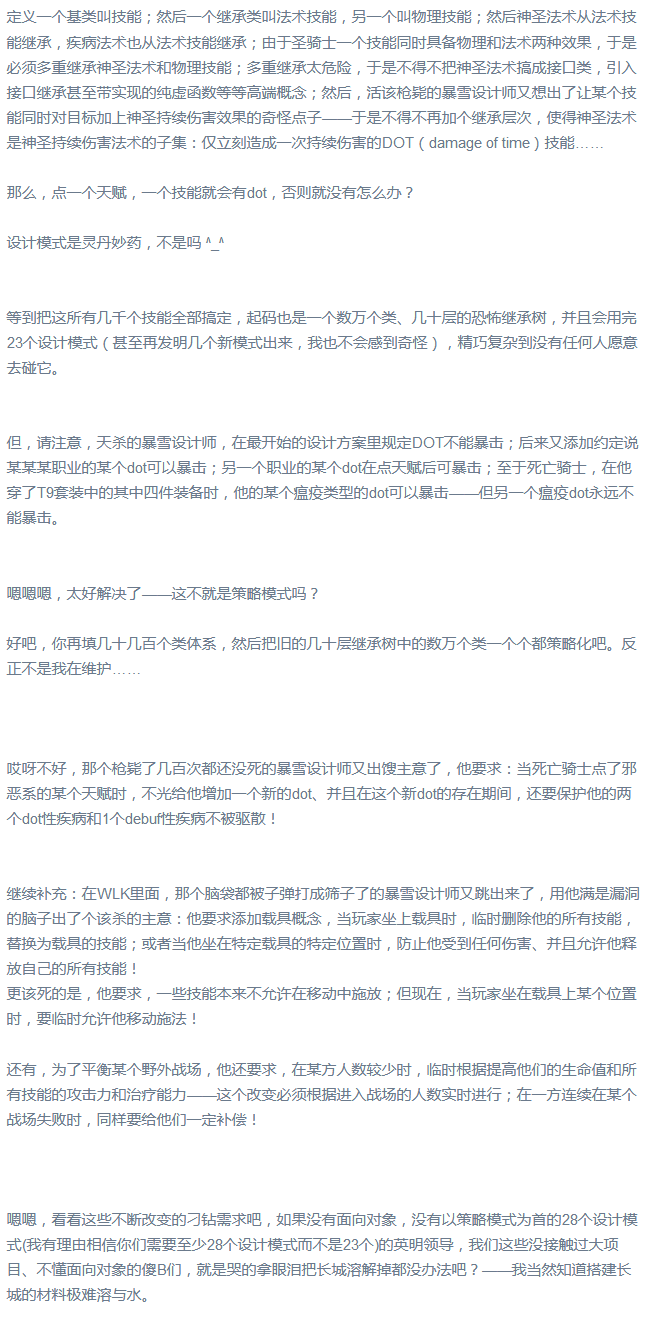 定义一个基类叫技能；然后一个继承类叫法术技能，另一个叫物理技能；然后神圣法术从法术技
能继承，疾病法术也从法术技能继承；由于圣骑士一个技能同时具备物理和法术两种效果，于是
必须多重继承神圣法术和物理技能；多重继承太危险，于是不得不把神圣法术搞成接口类，引入
接口继承甚至带实现的纯虚函数等等高端概念；然后，活该枪毙的暴雪设计师又想出了让某个技
能同时对目标加上神圣持续伤害效果的奇怪点子——于是不得不再加个继承层次，使得神圣法术
是神圣持续伤害法术的子集：仅立刻造成一次持续伤害的DOT（damage of time）技能……
那么，点一个天赋，一个技能就会有dot，否则就没有怎么办？
设计模式是灵丹妙药，不是吗 ^_^
等到把这所有几千个技能全部搞定，起码也是一个数万个类、几十层的恐怖继承树，并且会用完
23个设计模式（甚至再发明几个新模式出来，我也不会感到奇怪），精巧复杂到没有任何人愿意
去碰它。
但，请注意，天杀的暴雪设计师，在最开始的设计方案里规定DOT不能暴击；后来又添加约定说
某某某职业的某个dot可以暴击；另一个职业的某个dot在点天赋后可暴击；至于死亡骑士，在他
穿了T9套装中的其中四件装备时，他的某个瘟疫类型的dot可以暴击——但另一个瘟疫dot永远不
能暴击。
嗯嗯嗯，太好解决了——这不就是策略模式吗？
好吧，你再填几十几百个类体系，然后把旧的几十层继承树中的数万个类一个个都策略化吧。反
正不是我在维护……
哎呀不好，那个枪毙了几百次都还没死的暴雪设计师又出馊主意了，他要求：当死亡骑士点了邪
恶系的某个天赋时，不光给他增加一个新的dot、并且在这个新dot的存在期间，还要保护他的两
个dot性疾病和1个debuf性疾病不被驱散！
继续补充：在WLK里面，那个脑袋都被子弹打成筛子了的暴雪设计师又跳出来了，用他满是漏洞
的脑子出了个该杀的主意：他要求添加载具概念，当玩家坐上载具时，临时删除他的所有技能，
替换为载具的技能；或者当他坐在特定载具的特定位置时，防止他受到任何伤害、并且允许他释
放自己的所有技能！
更该死的是，他要求，一些技能本来不允许在移动中施放；但现在，当玩家坐在载具上某个位置
时，要临时允许他移动施法！
还有，为了平衡某个野外战场，他还要求，在某方人数较少时，临时根据提高他们的生命值和所
有技能的攻击力和治疗能力——这个改变必须根据进入战场的人数实时进行；在一方连续在某个
战场失败时，同样要给他们一定补偿！
嗯嗯，看看这些不断改变的刁钻需求吧，如果没有面向对象，没有以策略模式为首的28个设计模
式(我有理由相信你们需要至少28个设计模式而不是23个)的英明领导，我们这些没接触过大项
目、不懂面向对象的傻B们，就是哭的拿眼泪把长城溶解掉都没办法吧？——我当然知道搭建长
城的材料极难溶与水。